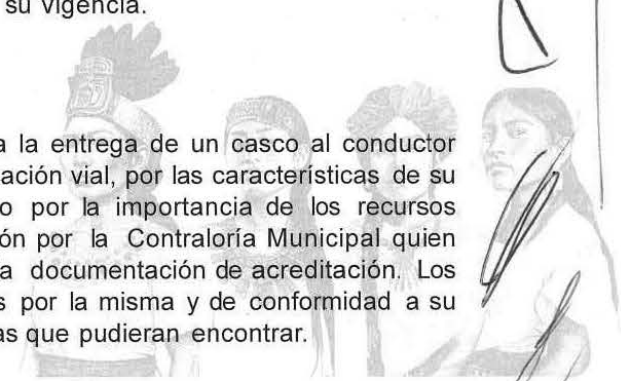 su vigencia.
a la entrega de un casco al conductor
ación vial, por las características de su
o por la importancia de los recursos
ón por la Contraloría Municipal quien
a documentación de acreditación. Los
s por la misma y de conformidad a su
as que pudieran encontrar.